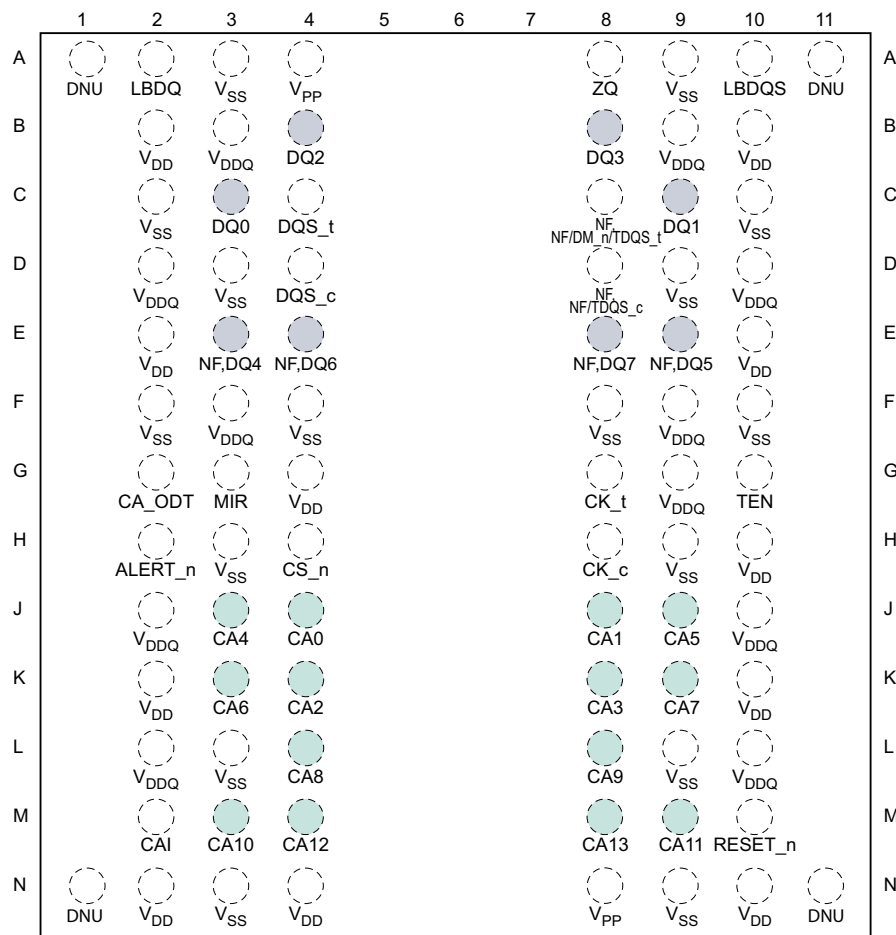 1 2 3 4 5 6 7 8 9 10 11
A A
DNU LBDQ VSS VPP ZQ VSS LBDQS DNU
B B
VDD VDDQ DQ2 DQ3 VDDQ VDD
C C
VSS DQ0 DQS_t NF, NF/DM_n/TDQS_t DQ1 VSS
D D
VDDQ VSS DQS_c NF, NF/TDQS_c VSS VDDQ
E E
VDD NF,DQ4 NF,DQ6 NF,DQ7 NF,DQ5 VDD
F F
VSS VDDQ VSS VSS VDDQ VSS
G G
CA_ODT MIR VDD CK_t VDDQ TEN
H H
ALERT_n VSS CS_n CK_c VSS VDD
J J
VDDQ CA4 CA0 CA1 CA5 VDDQ
K K
VDD CA6 CA2 CA3 CA7 VDD
L L
VDDQ VSS CA8 CA9 VSS VDDQ
M M
CAI CA10 CA12 CA13 CA11 RESET_n
N N
DNU VDD VSS VDD VPP VSS VDD DNU